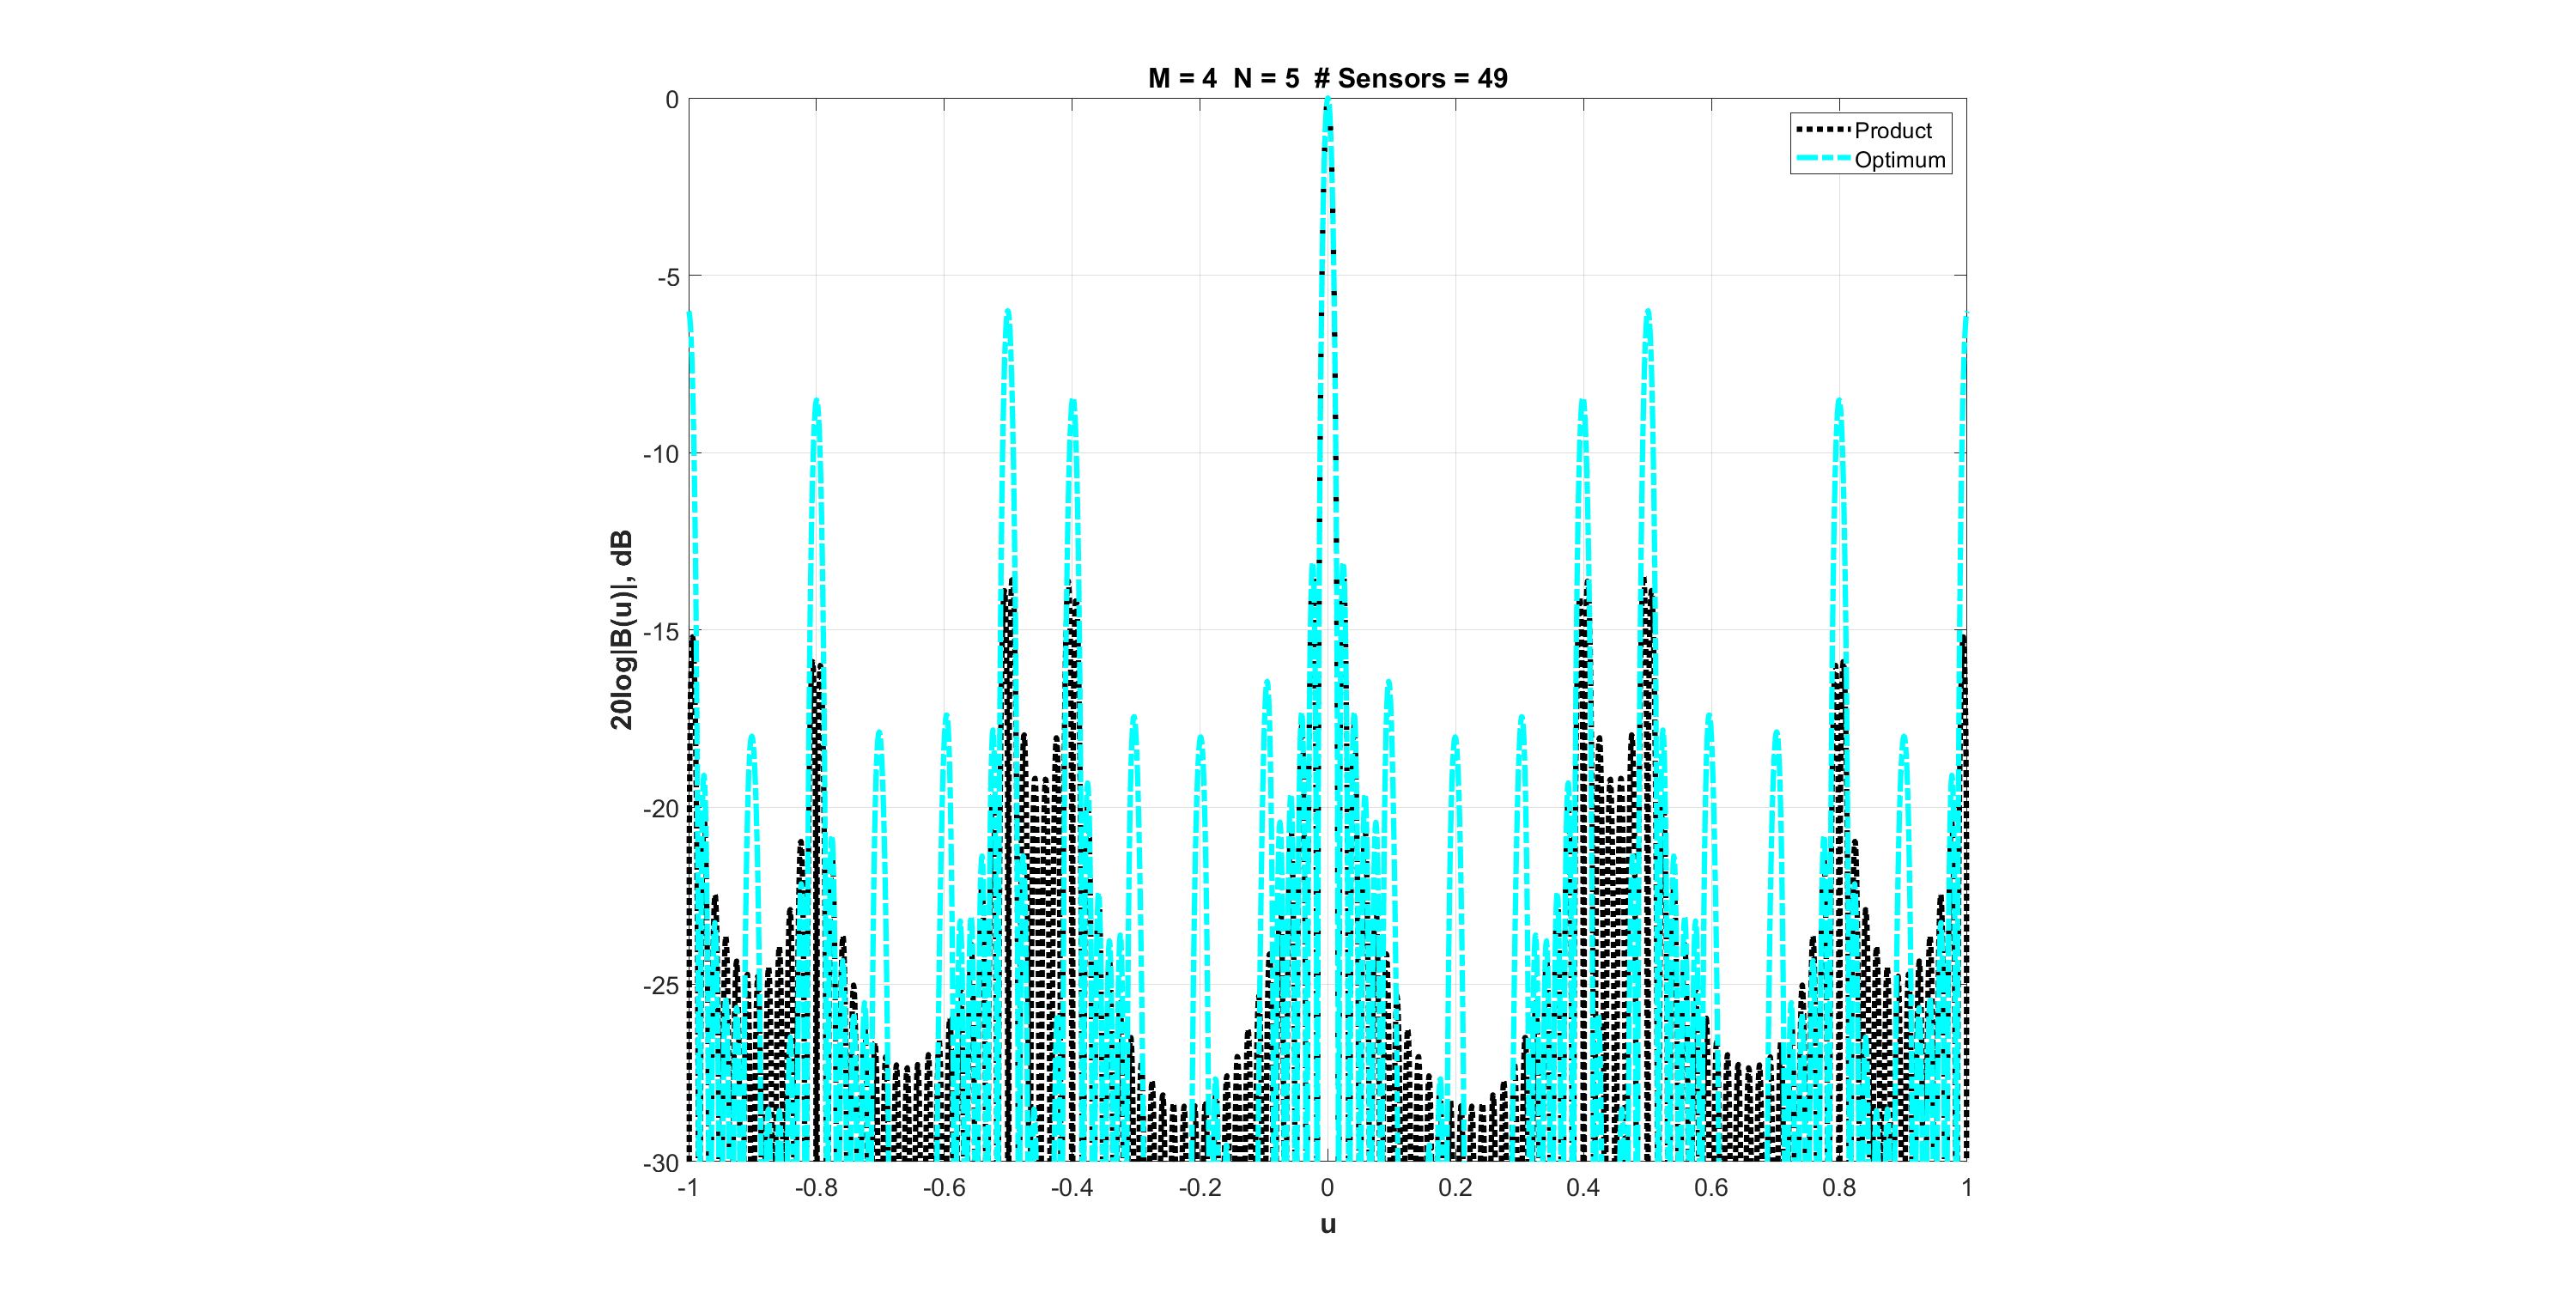 M = 4 N = 5 # Sensors = 49
Product
Optimum
20log|B(u)|, dB
0
-5
-10
-15
-20
-25
-30
-1 -0.8 -0.6 -0.4 -0.2 0 0.2 0.4 0.6 0.8 1
u